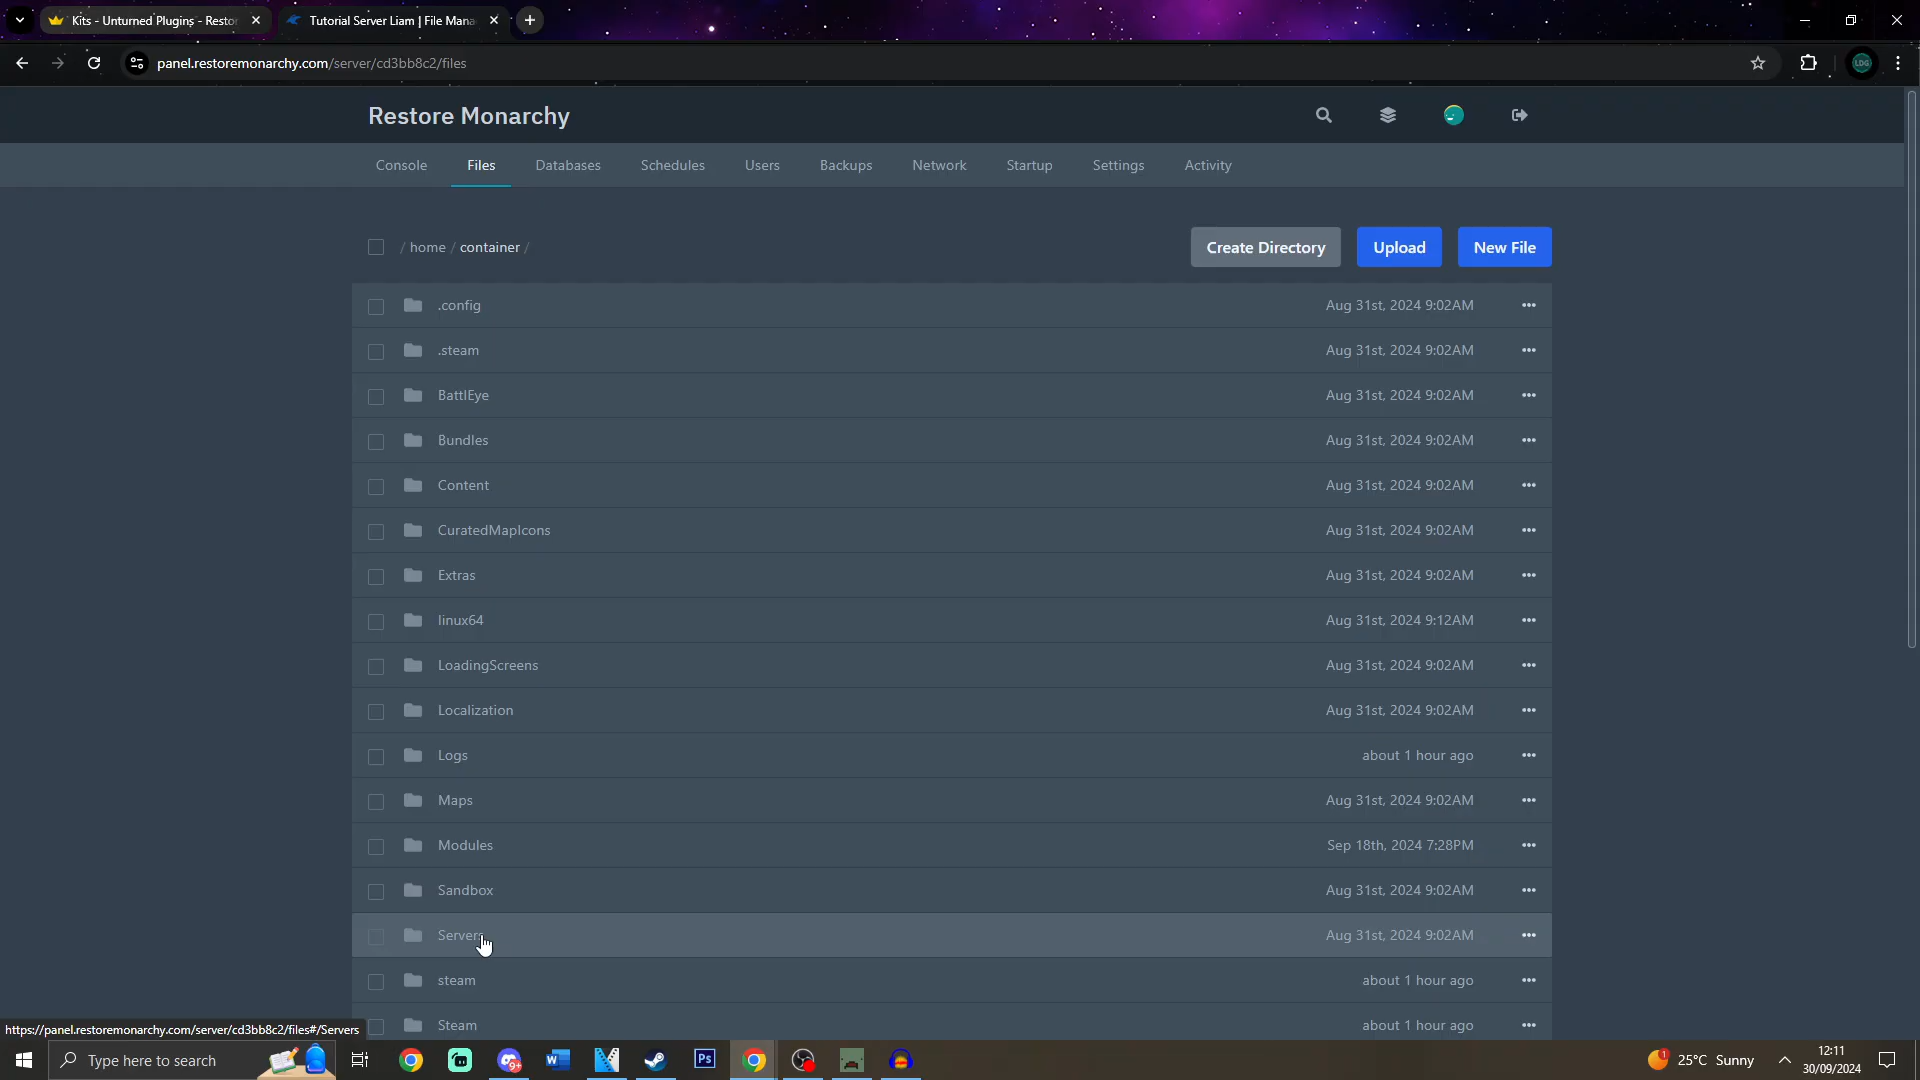 Kits - Unturned Plugins - Restor
Tutorial Server Liam | File Mana
panel.restoremonarchy.com/server/cd3bb8c2/files
LDG
Restore Monarchy
Console Files Databases Schedules Users Backups Network Startup Settings Activity
/ home / container /
Create Directory Upload New File
.config Aug 31st, 2024 9:02AM
.steam Aug 31st, 2024 9:02AM
BattlEye Aug 31st, 2024 9:02AM
Bundles Aug 31st, 2024 9:02AM
Content Aug 31st, 2024 9:02AM
CuratedMapIcons Aug 31st, 2024 9:02AM
Extras Aug 31st, 2024 9:02AM
linux64 Aug 31st, 2024 9:12AM
LoadingScreens Aug 31st, 2024 9:02AM
Localization Aug 31st, 2024 9:02AM
Logs about 1 hour ago
Maps Aug 31st, 2024 9:02AM
Modules Sep 18th, 2024 7:28PM
Sandbox Aug 31st, 2024 9:02AM
Servers Aug 31st, 2024 9:02AM
steam about 1 hour ago
Steam about 1 hour ago
https://panel.restoremonarchy.com/server/cd3bb8c2/files#/Servers
Type here to search
9+
Ps
1
25°C Sunny
12:11
30/09/2024